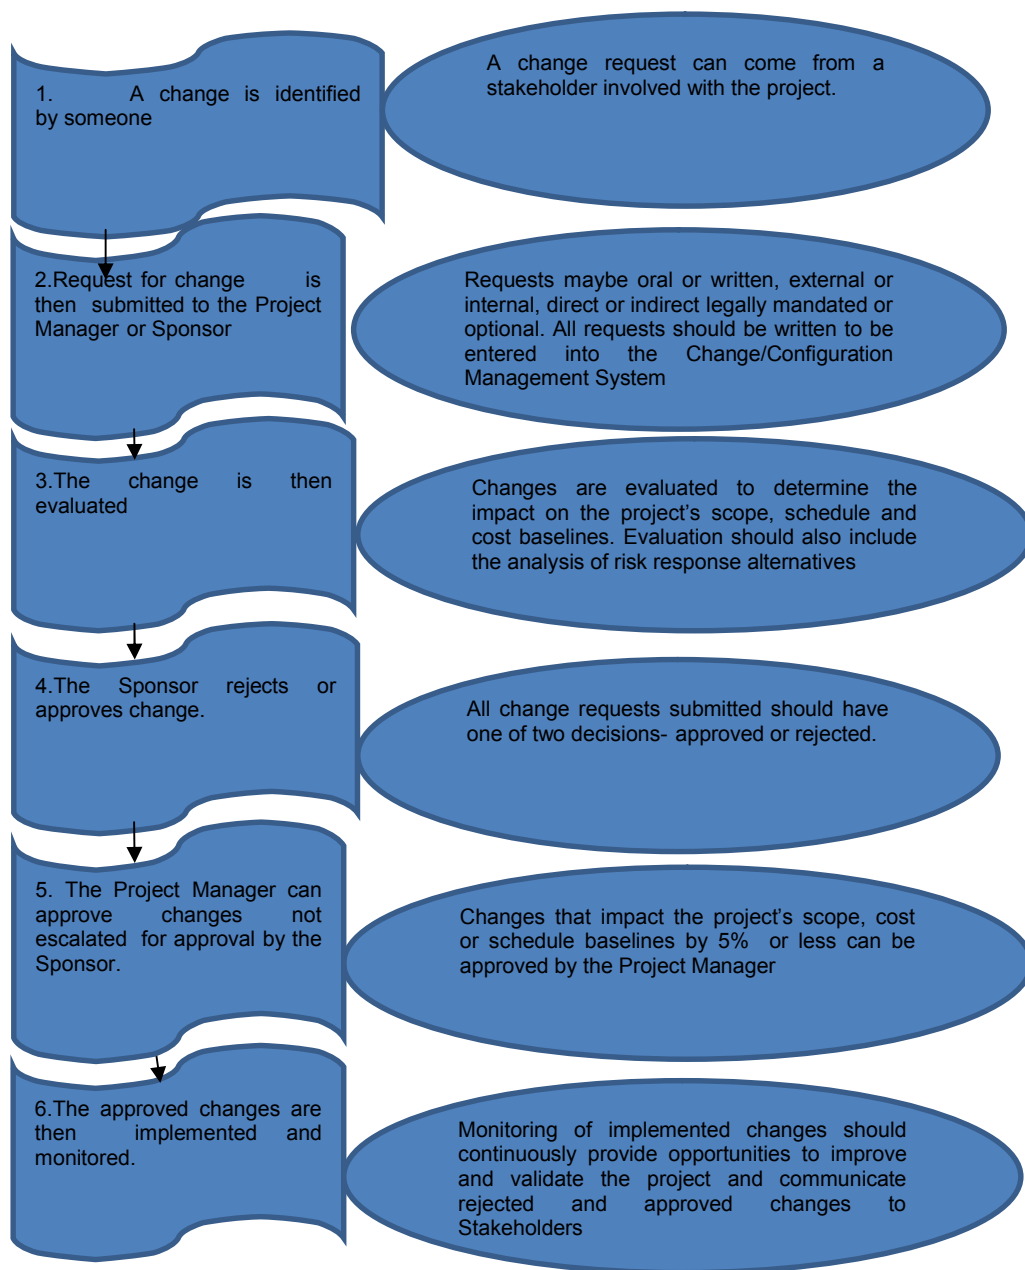 1. A change is identified
by someone
A change request can come from a
stakeholder involved with the project.
2.Request for change is
then submitted to the Project
Manager or Sponsor
Requests maybe oral or written, external or
internal, direct or indirect legally mandated or
optional. All requests should be written to be
entered into the Change/Configuration
Management System
3.The change is then
evaluated
Changes are evaluated to determine the
impact on the project’s scope, schedule and
cost baselines. Evaluation should also include
the analysis of risk response alternatives
4.The Sponsor rejects or
approves change.
All change requests submitted should have
one of two decisions- approved or rejected.
5. The Project Manager can
approve changes not
escalated for approval by the
Sponsor.
Changes that impact the project’s scope, cost
or schedule baselines by 5% or less can be
approved by the Project Manager
6.The approved changes are
then implemented and
monitored.
Monitoring of implemented changes should
continuously provide opportunities to improve
and validate the project and communicate
rejected and approved changes to
Stakeholders